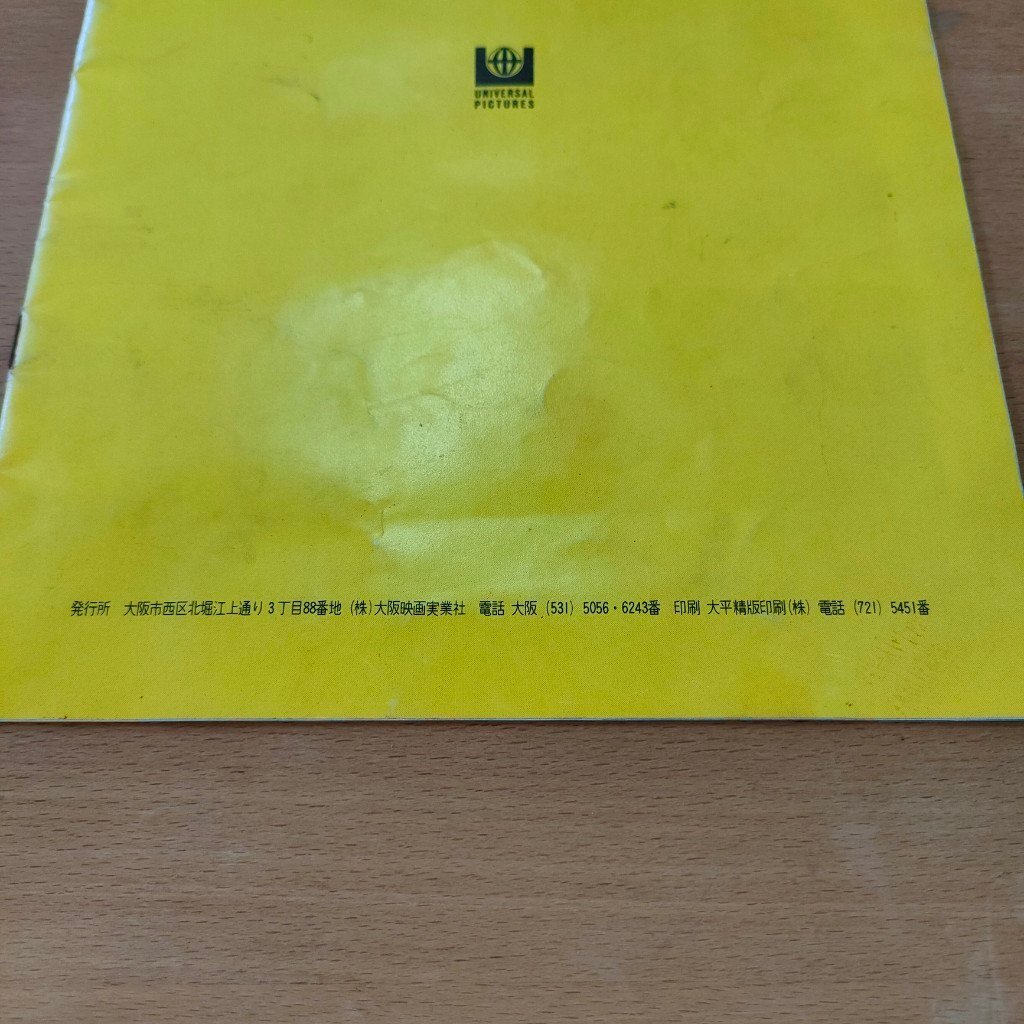 UNIVERSAL
PICTURES
発行所 大阪市西区北堀江上通り3丁目88番地 (株)大阪映画実業社 電話 大阪 (531) 5056・6243番 印刷 大平精版印刷(株) 電話 (721) 5451番